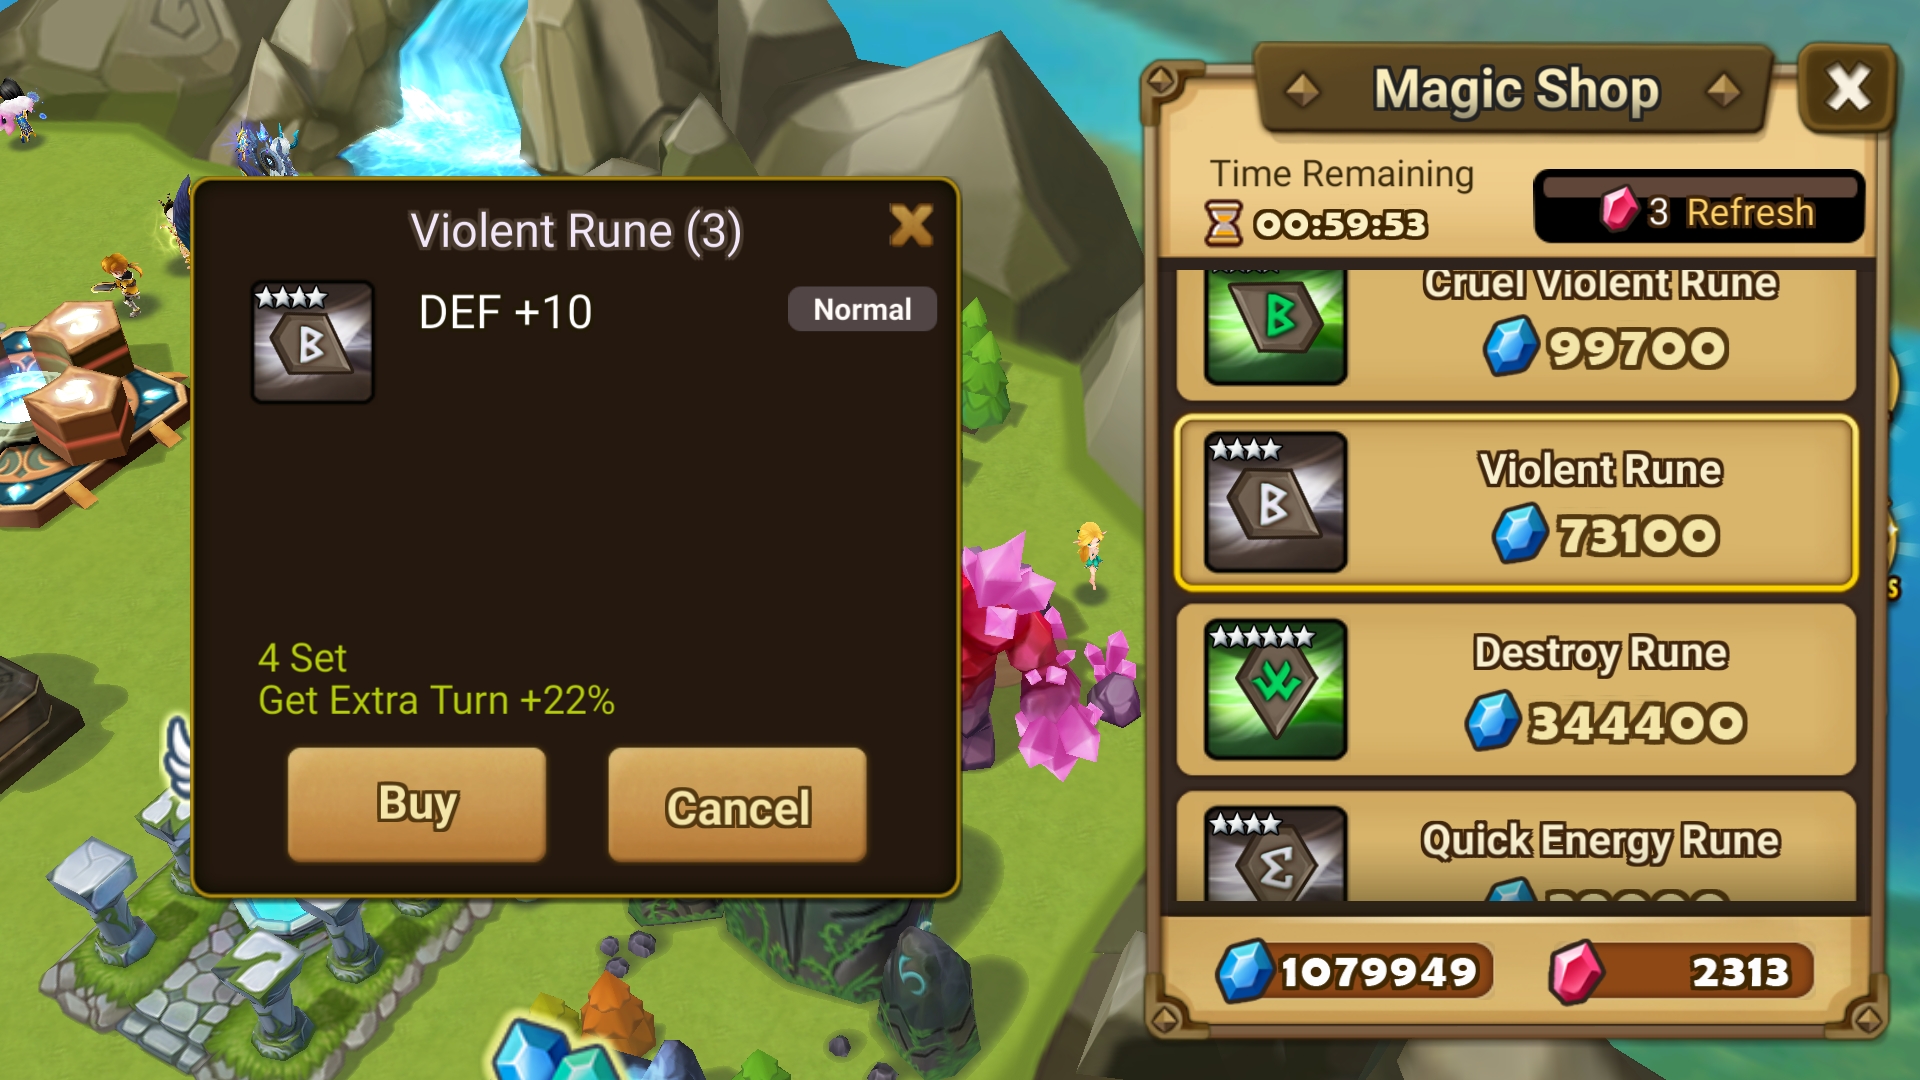 Violent Rune (3)
DEF +10
Normal
4 Set
Get Extra Turn +22%
Buy
Cancel
Magic Shop
Time Remaining
00:59:53
3 Refresh
Cruel Violent Rune
99700
Violent Rune
73100
Destroy Rune
344400
Quick Energy Rune
1079949
2313